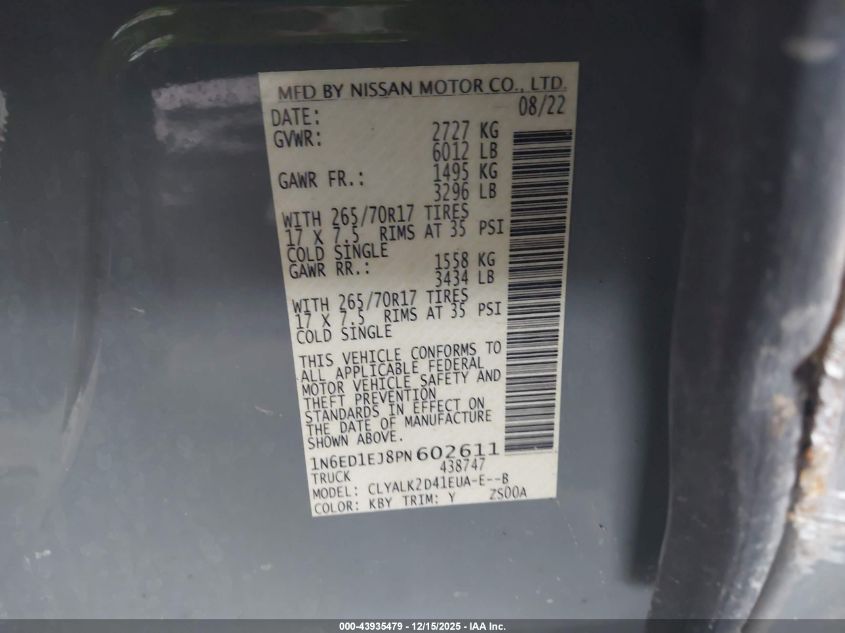 MFD BY NISSAN MOTOR CO., LTD.
DATE: 08/22
GVWR: 2727 KG
6012 LB
GAWR FR.: 1495 KG
3296 LB
WITH 265/70R17 TIRES
17 X 7.5 RIMS AT 35 PSI
COLD SINGLE
GAWR RR.: 1558 KG
3434 LB
WITH 265/70R17 TIRES
17 X 7.5 RIMS AT 35 PSI
COLD SINGLE
THIS VEHICLE CONFORMS TO
ALL APPLICABLE FEDERAL
MOTOR VEHICLE SAFETY AND
THEFT PREVENTION
STANDARDS IN EFFECT ON
THE DATE OF MANUFACTURE
SHOWN ABOVE.
1N6ED1EJ8PN602611
TRUCK 438747
MODEL: CLYALK2D41EUA-E--B
COLOR: KBY TRIM: Y ZS00A
000-43935479 - 12/15/2025 - IAA Inc.